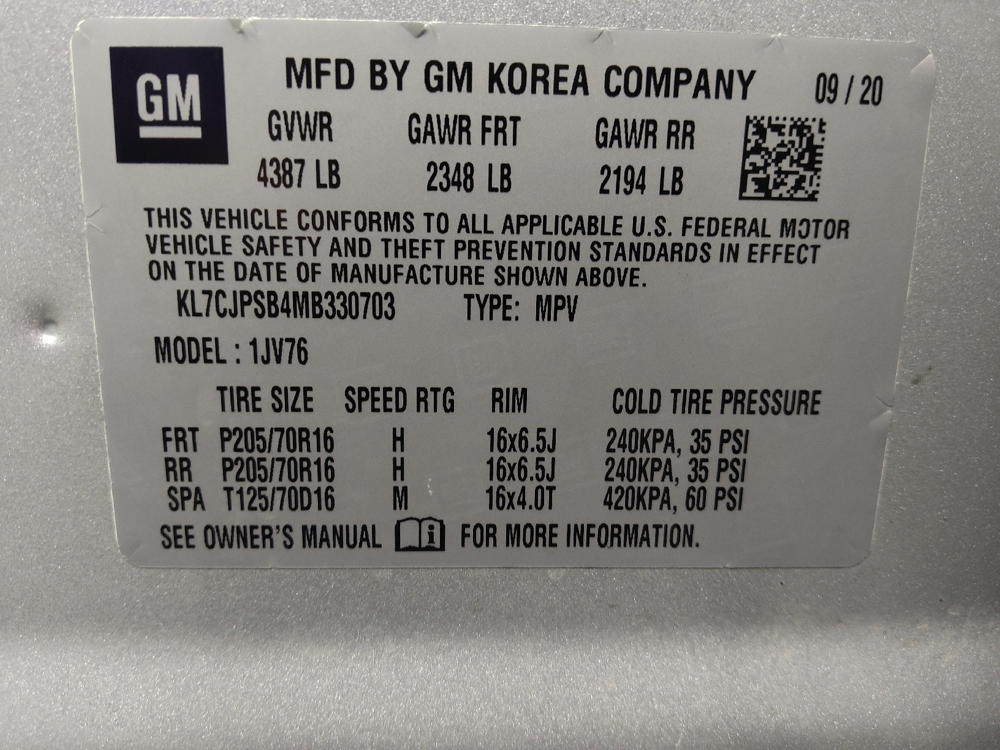 GM
MFD BY GM KOREA COMPANY 09 / 20
GVWR GAWR FRT GAWR RR
4387 LB 2348 LB 2194 LB
THIS VEHICLE CONFORMS TO ALL APPLICABLE U.S. FEDERAL MOTOR
VEHICLE SAFETY AND THEFT PREVENTION STANDARDS IN EFFECT
ON THE DATE OF MANUFACTURE SHOWN ABOVE.
KL7CJPSB4MB330703 TYPE: MPV
MODEL : 1JV76
TIRE SIZE SPEED RTG RIM COLD TIRE PRESSURE
FRT P205/70R16 H 16x6.5J 240KPA, 35 PSI
RR P205/70R16 H 16x6.5J 240KPA, 35 PSI
SPA T125/70D16 M 16x4.0T 420KPA, 60 PSI
SEE OWNER'S MANUAL i FOR MORE INFORMATION.